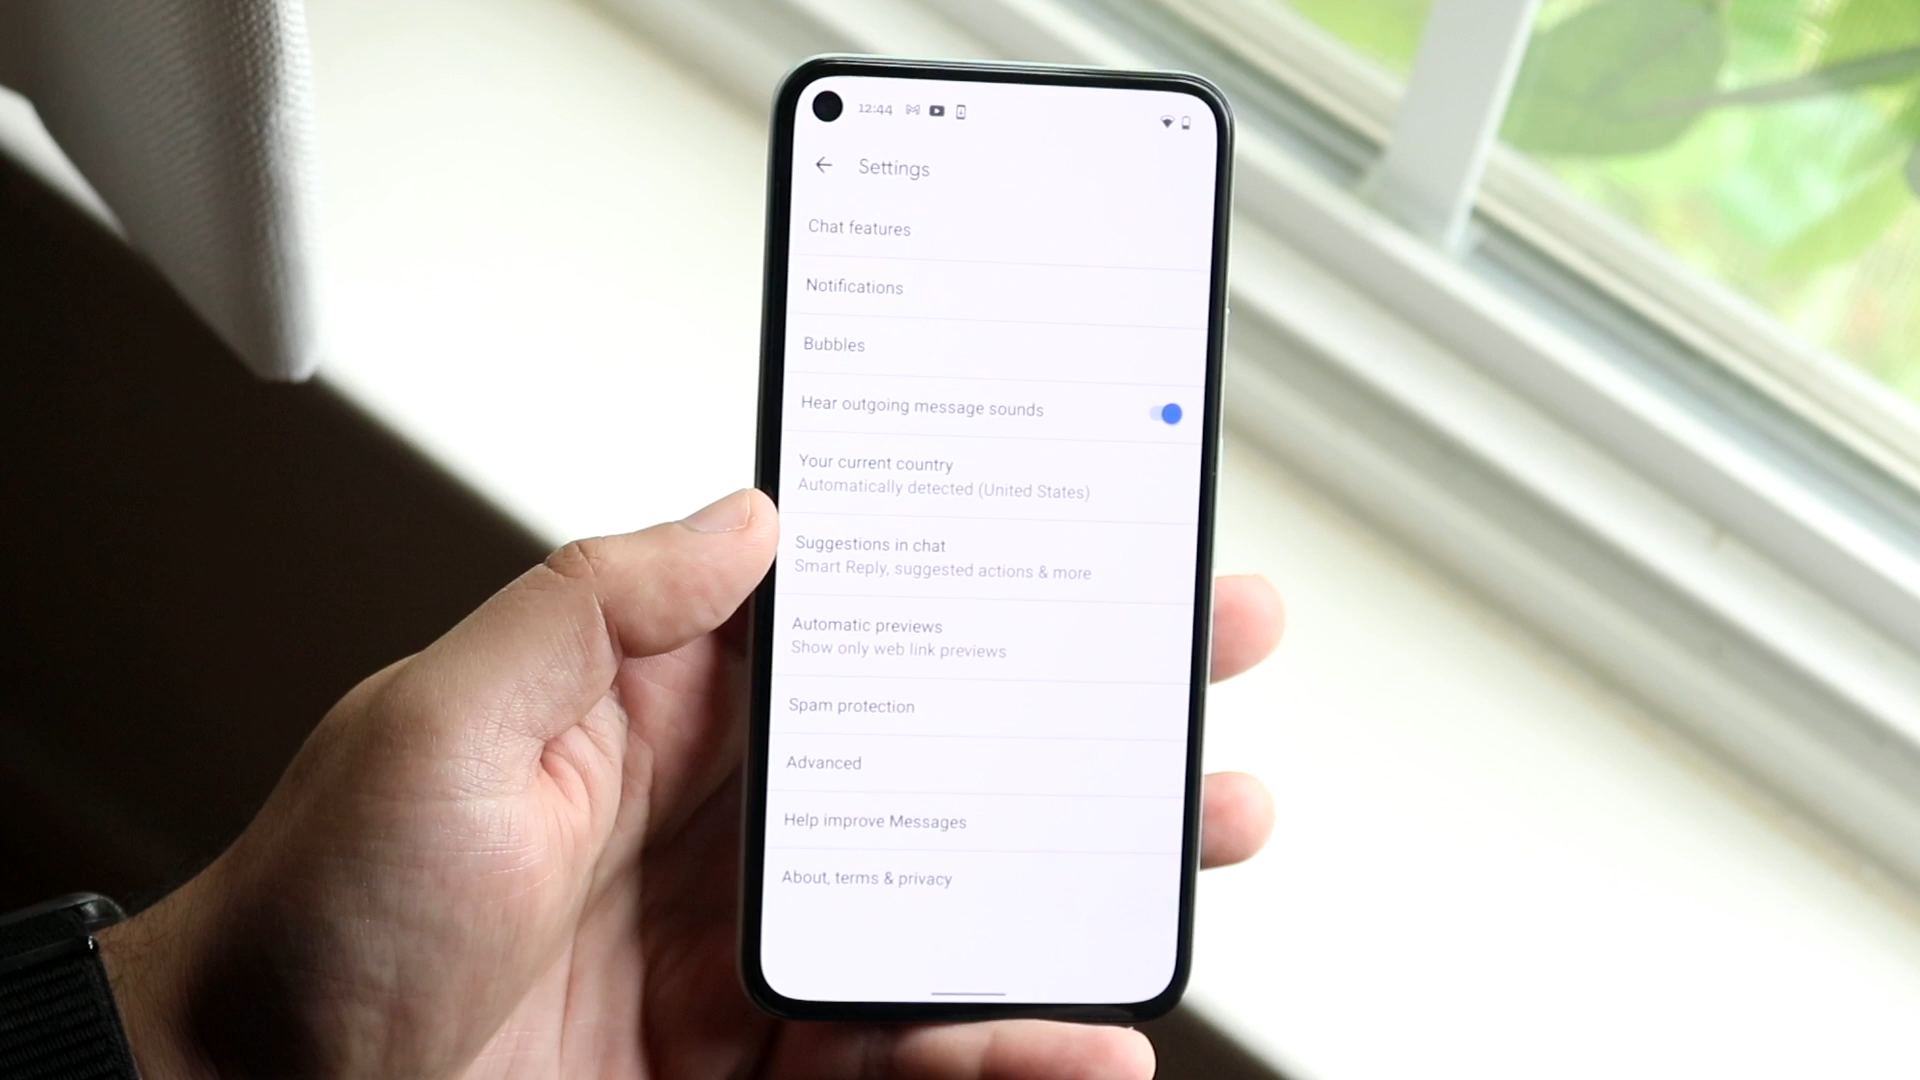 12:44
Settings
Chat features
Notifications
Bubbles
Hear outgoing message sounds
Your current country
Automatically detected (United States)
Suggestions in chat
Smart Reply, suggested actions & more
Automatic previews
Show only web link previews
Spam protection
Advanced
Help improve Messages
About, terms & privacy